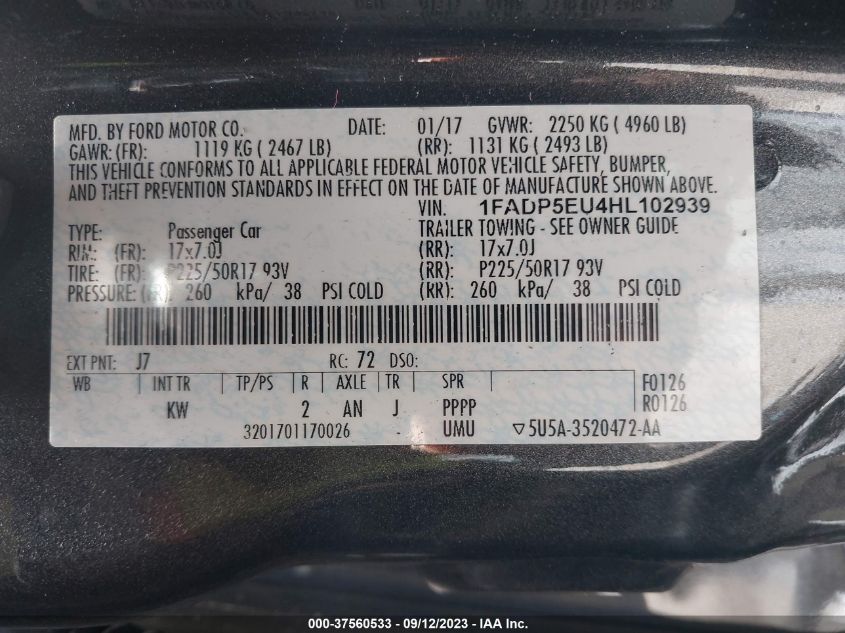 MFD. BY FORD MOTOR CO. DATE: 01/17 GVWR: 2250 KG ( 4960 LB)
GAWR: (FR): 1119 KG ( 2467 LB) (RR): 1131 KG ( 2493 LB)
THIS VEHICLE CONFORMS TO ALL APPLICABLE FEDERAL MOTOR VEHICLE SAFETY, BUMPER,
AND THEFT PREVENTION STANDARDS IN EFFECT ON THE DATE OF MANUFACTURE SHOWN ABOVE.
VIN: 1FADP5EU4HL102939
TYPE: Passenger Car TRAILER TOWING - SEE OWNER GUIDE
RIM: (FR): 17x7.0J (RR): 17x7.0J
TIRE: (FR): P225/50R17 93V (RR): P225/50R17 93V
PRESSURE: (FR): 260 kPa/ 38 PSI COLD (RR): 260 kPa/ 38 PSI COLD
EXT PNT: J7 RC: 72 DSO:
WB INT TR TP/PS R AXLE TR SPR F0126
KW 2 AN J PPPP R0126
3201701170026 UMU ▽5U5A-3520472-AA
000-37560533 - 09/12/2023 - IAA Inc.